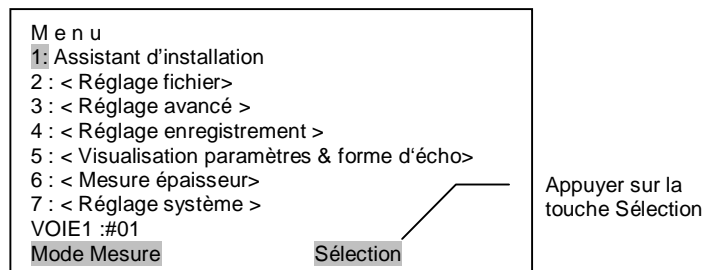 M e n u
1: Assistant d’installation
2 : < Réglage fichier>
3 : < Réglage avancé >
4 : < Réglage enregistrement >
5 : < Visualisation paramètres & forme d‘écho>
6 : < Mesure épaisseur>
7 : < Réglage système >
VOIE1 :#01
Mode Mesure Sélection
Appuyer sur la
touche Sélection